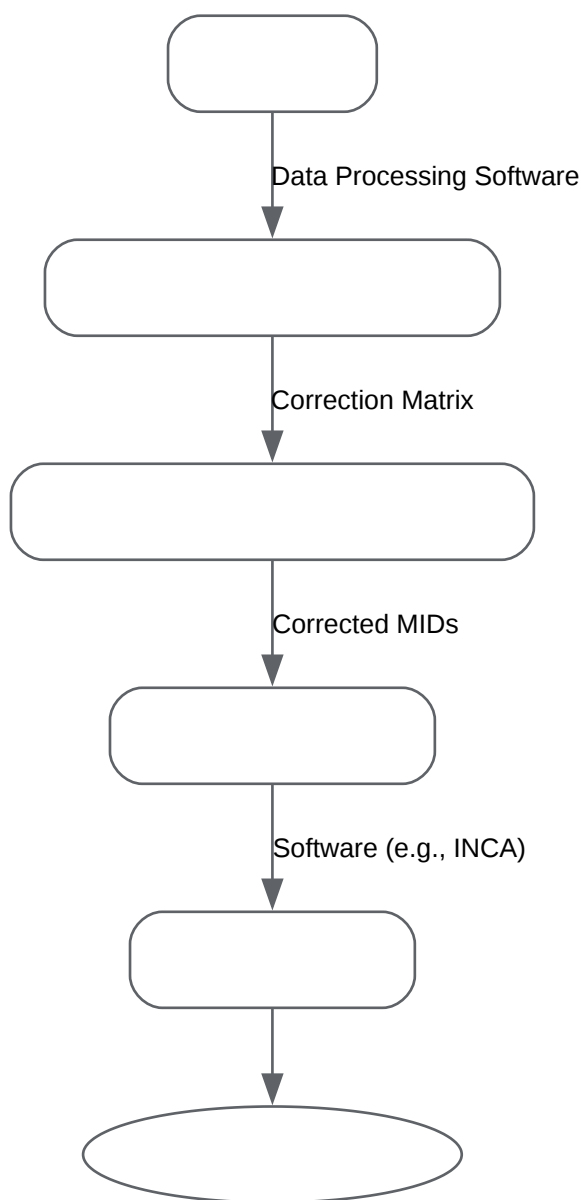 Data Processing Software
Correction Matrix
Corrected MIDs
Software (e.g., INCA)